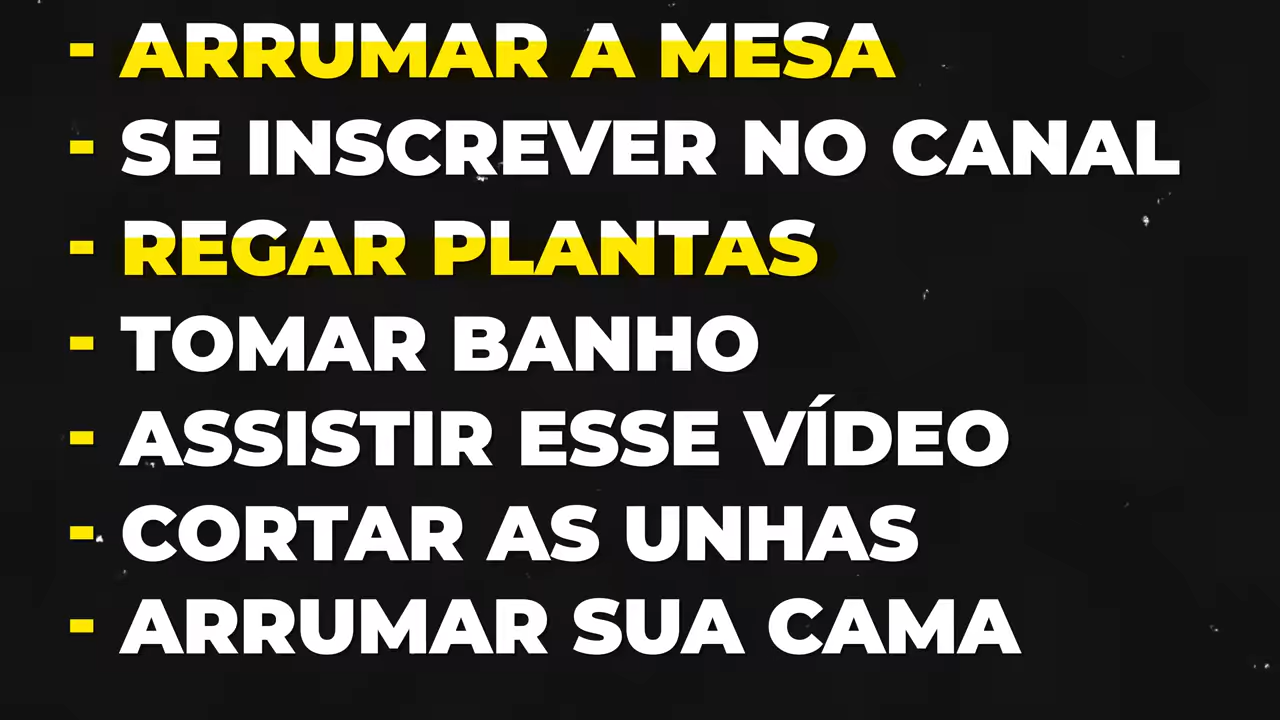 - ARRUMAR A MESA
- SE INSCREVER NO CANAL
- REGAR PLANTAS
- TOMAR BANHO
- ASSISTIR ESSE VÍDEO
- CORTAR AS UNHAS
- ARRUMAR SUA CAMA